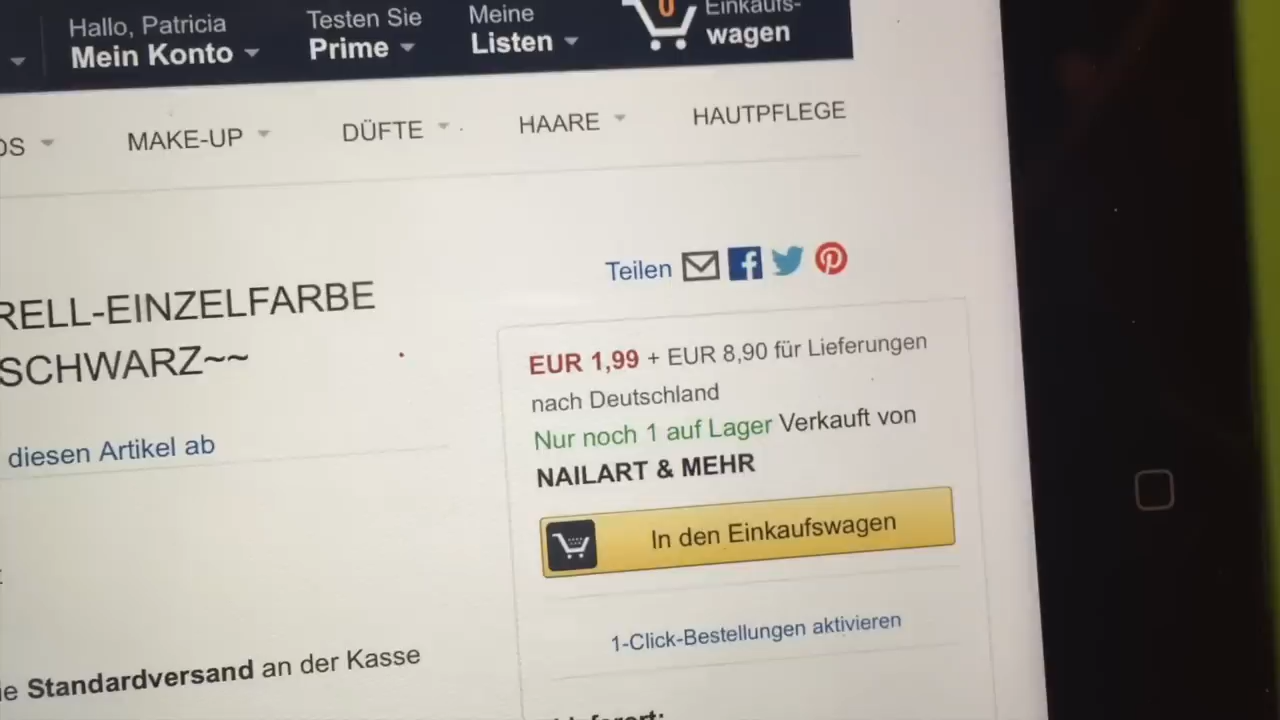 Hallo, Patricia
Mein Konto
Testen Sie
Prime
Meine
Listen
0
Einkaufs-
wagen
MAKE-UP
DÜFTE
HAARE
HAUTPFLEGE
Teilen
RELL-EINZELFARBE
SCHWARZ~~
diesen Artikel ab
EUR 1,99 + EUR 8,90 für Lieferungen
nach Deutschland
Nur noch 1 auf Lager Verkauft von
NAILART & MEHR
In den Einkaufswagen
1-Click-Bestellungen aktivieren
Standardversand an der Kasse